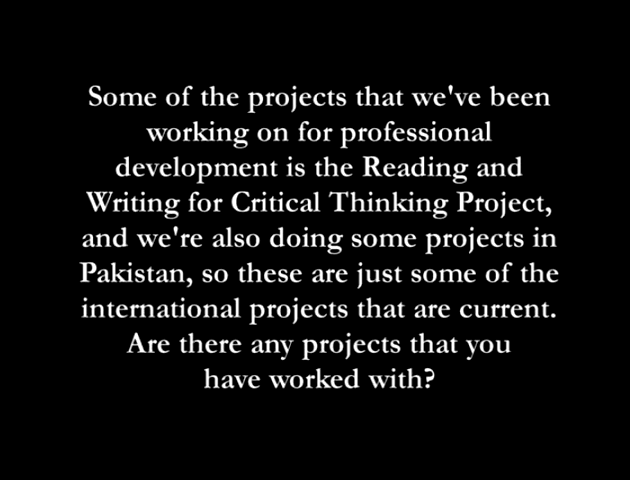 Some of the projects that we've been
working on for professional
development is the Reading and
Writing for Critical Thinking Project,
and we're also doing some projects in
Pakistan, so these are just some of the
international projects that are current.
Are there any projects that you
have worked with?